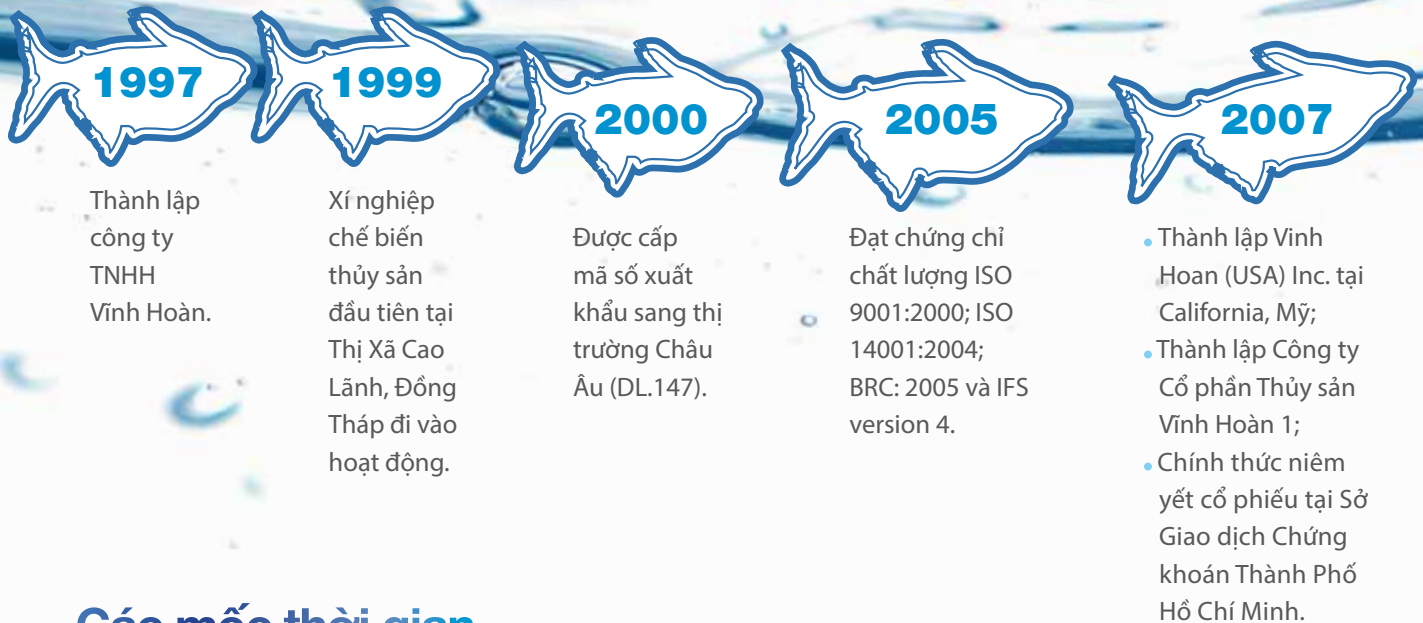 1997
Thành lập
công ty
TNHH
Vĩnh Hoàn.
1999
Xí nghiệp
chế biến
thủy sản
đầu tiên tại
Thị Xã Cao
Lãnh, Đồng
Tháp đi vào
hoạt động.
2000
Được cấp
mã số xuất
khẩu sang thị
trường Châu
Âu (DL.147).
2005
Đạt chứng chỉ
chất lượng ISO
9001:2000; ISO
14001:2004;
BRC: 2005 và IFS
version 4.
2007
Thành lập Vinh
Hoan (USA) Inc. tại
California, Mỹ;
Thành lập Công ty
Cổ phần Thủy sản
Vĩnh Hoàn 1;
Chính thức niêm
yết cổ phiếu tại Sở
Giao dịch Chứng
khoán Thành Phố
Hồ Chí Minh.
Các mốc thời gian